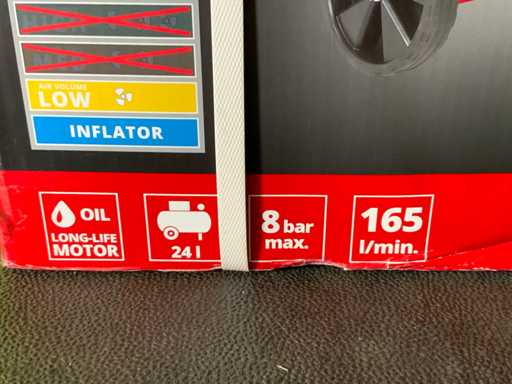 AIR VOLUME
LOW
INFLATOR
OIL
LONG-LIFE
MOTOR
24 l
8 bar
max.
165
l/min.